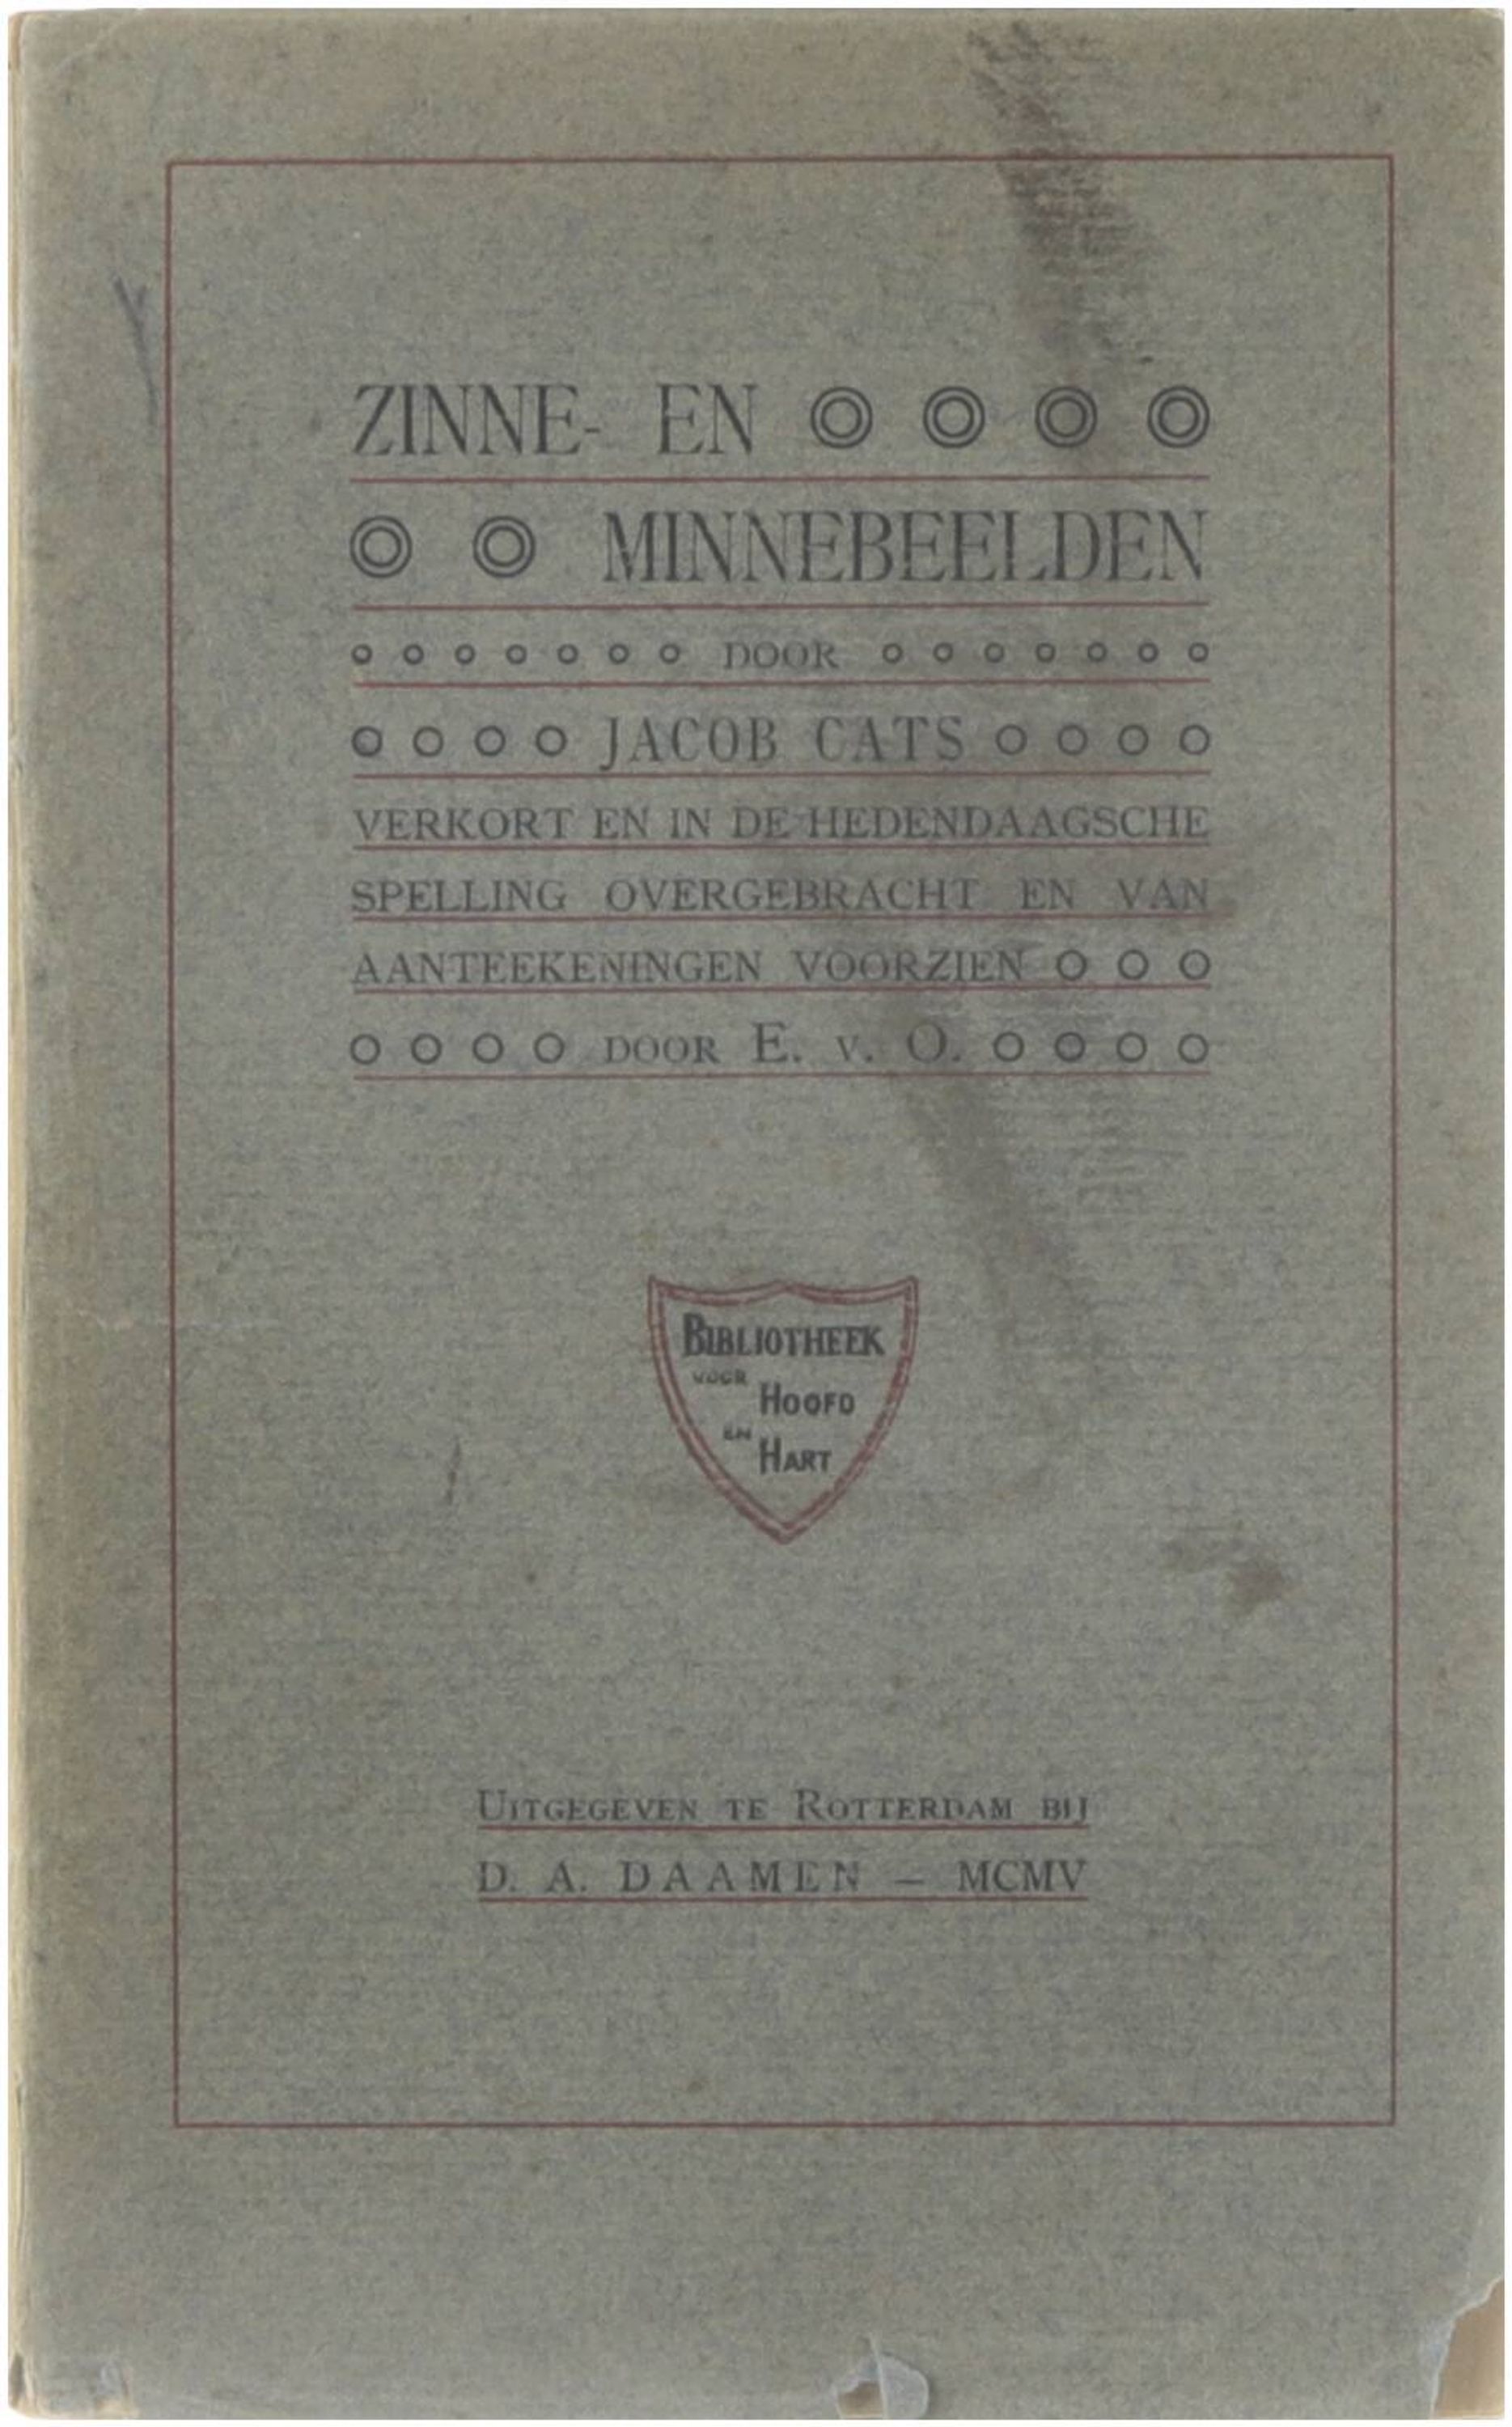 ZINNE- EN
MINNEBEELDEN
DOOR
JACOB CATS
VERKORT EN IN DE HEDENDAAGSCHE
SPELLING OVERGEBRACHT EN VAN
AANTEEKENINGEN VOORZIEN
DOOR E. v. O.
BIBLIOTHEEK
VOOR
HOOFD
EN
HART
UITGEGEVEN TE ROTTERDAM BIJ
D. A. DAAMEN — MCMV